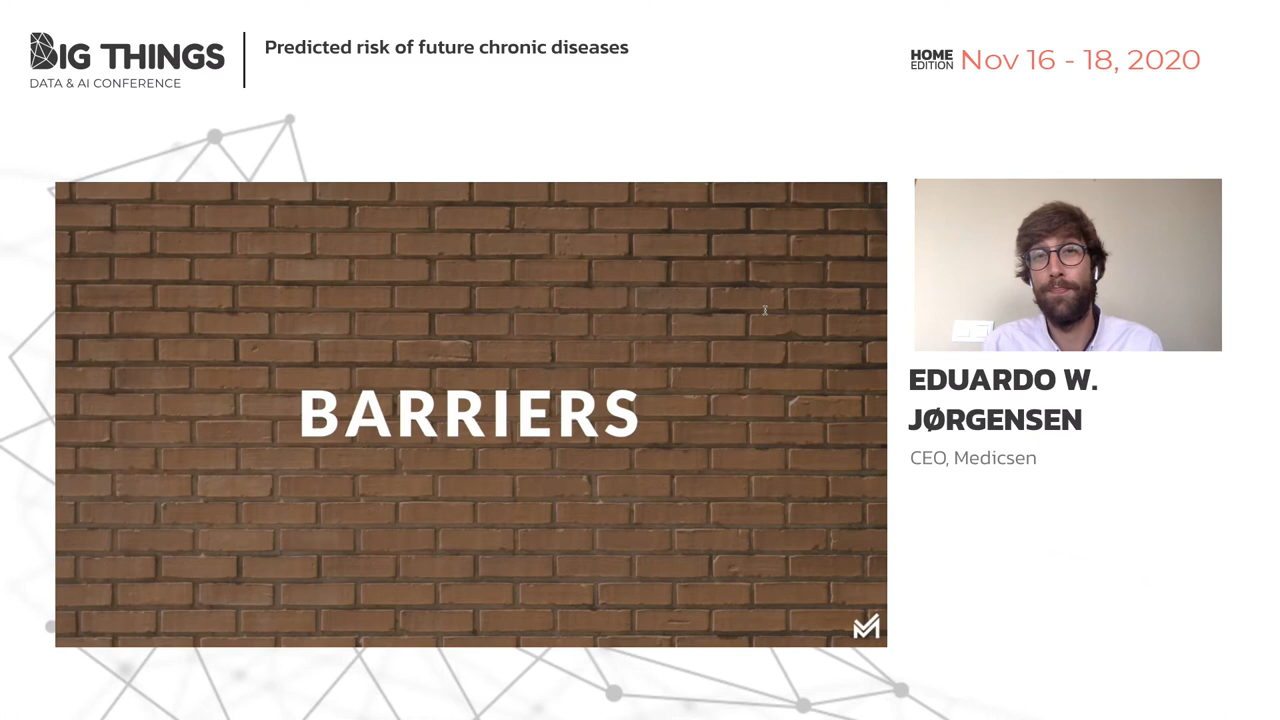 BIG THINGS
DATA & AI CONFERENCE
Predicted risk of future chronic diseases
HOME
EDITION
Nov 16 - 18, 2020
BARRIERS
EDUARDO W.
JØRGENSEN
CEO, Medicsen